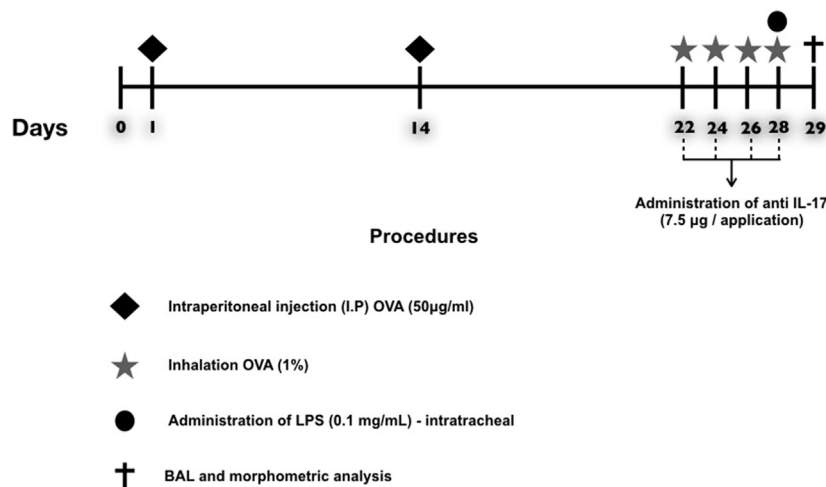 Days 0 1 14 22 24 26 28 29
Administration of anti IL-17
(7.5 µg / application)
Procedures
Intraperitoneal injection (I.P) OVA (50µg/ml)
Inhalation OVA (1%)
Administration of LPS (0.1 mg/mL) - intratracheal
BAL and morphometric analysis